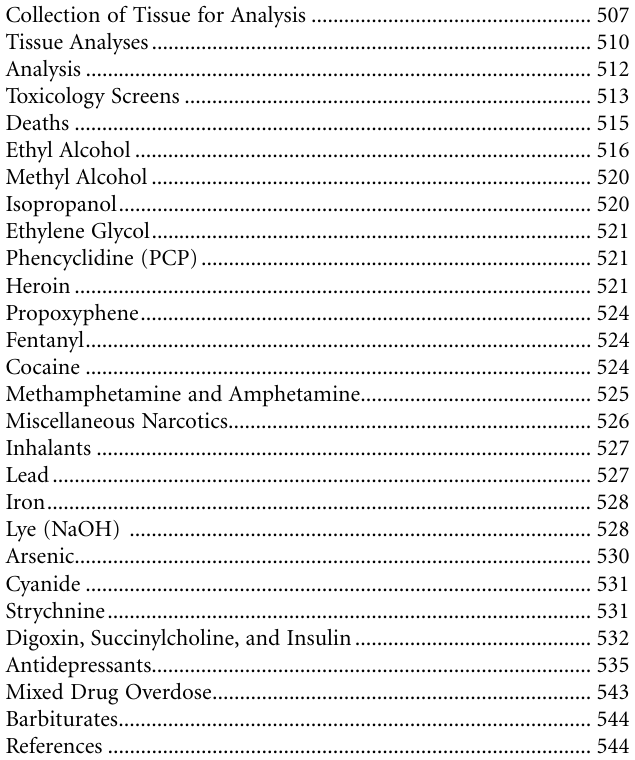 Collection of Tissue for Analysis ................................................................ 507
Tissue Analyses .................................................................................................... 510
Analysis ................................................................................................................. 512
Toxicology Screens ............................................................................................. 513
Deaths .................................................................................................................... 515
Ethyl Alcohol ....................................................................................................... 516
Methyl Alcohol .................................................................................................... 520
Isopropanol ........................................................................................................... 520
Ethylene Glycol .................................................................................................... 521
Phencyclidine (PCP) .......................................................................................... 521
Heroin .................................................................................................................... 521
Propoxyphene ...................................................................................................... 524
Fentanyl ................................................................................................................. 524
Cocaine .................................................................................................................. 524
Methamphetamine and Amphetamine ..................................................... 525
Miscellaneous Narcotics ................................................................................... 526
Inhalants ................................................................................................................ 527
Lead ......................................................................................................................... 527
Iron .......................................................................................................................... 528
Lye (NaOH) .......................................................................................................... 528
Arsenic .................................................................................................................... 530
Cyanide .................................................................................................................. 531
Strychnine ............................................................................................................. 531
Digoxin, Succinylcholine, and Insulin ...................................................... 532
Antidepressants .................................................................................................... 535
Mixed Drug Overdose ....................................................................................... 543
Barbiturates ........................................................................................................... 544
References ............................................................................................................. 544